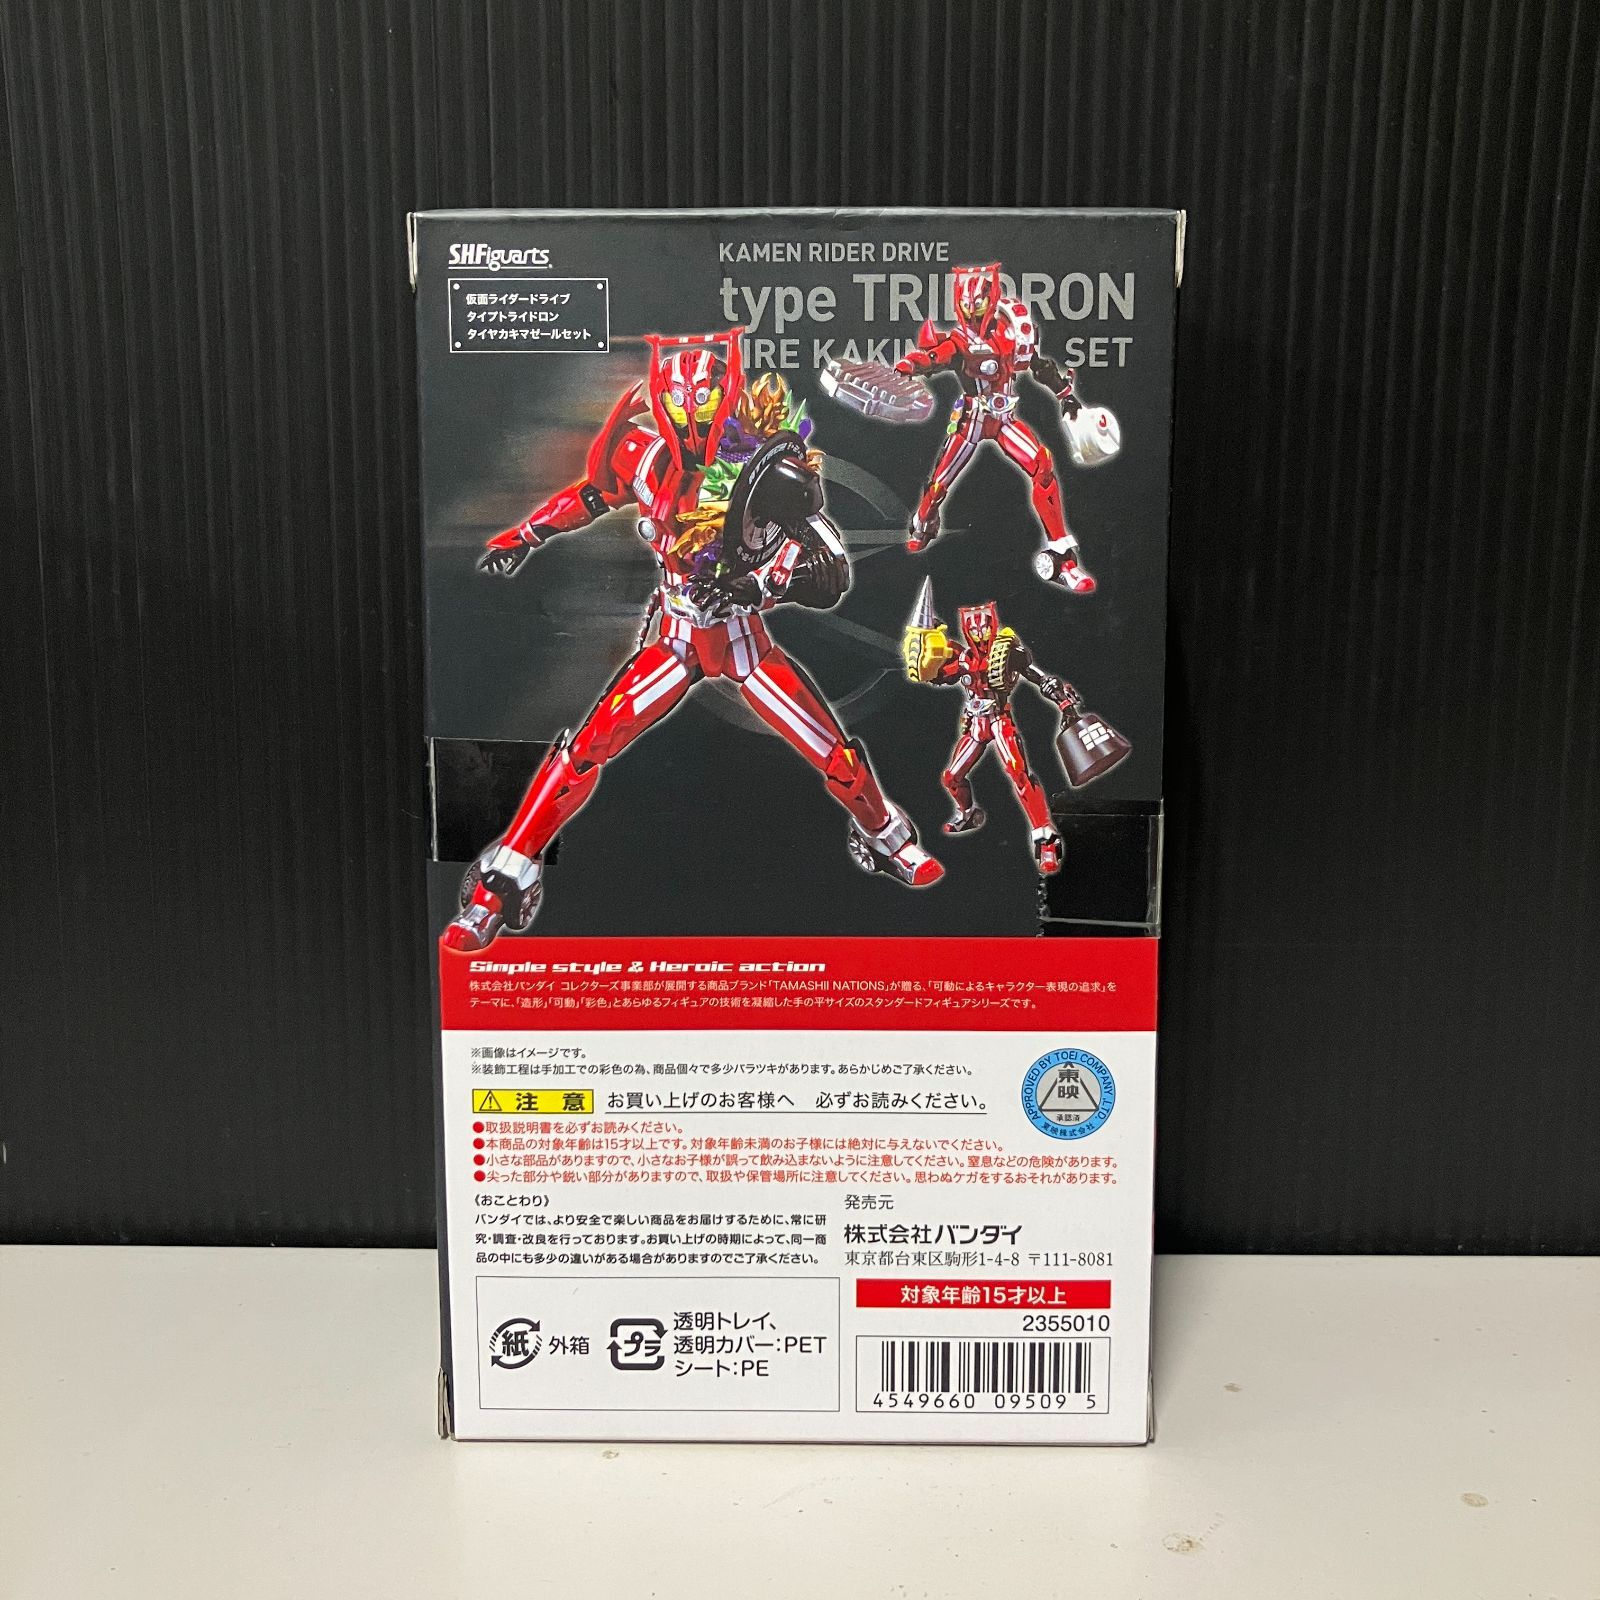 S.H.Figuarts
仮面ライダードライブ
タイプトライドロン
タイヤカキマゼールセット
KAMEN RIDER DRIVE
type
SET
Simple style & Heroic action
株式会社バンダイ コレクターズ事業部が展開する商品ブランド「TAMASHII NATIONS」が贈る、「可動によるキャラクター表現の追求」を
テーマに、「造形」「可動」「彩色」とあらゆるフィギュアの技術を凝縮した手の平サイズのスタンダードフィギュアシリーズです。
※画像はイメージです。
※装飾工程は手加工での彩色の為、商品個々で多少バラツキがあります。あらかじめご了承ください。
APPROVED BY TOEI COMPANY, LTD.
東映
承認済
東映株式会社
注 意 お買い上げのお客様へ 必ずお読みください。
●取扱説明書を必ずお読みください。
●本商品の対象年齢は15才以上です。対象年齢未満のお子様には絶対に与えないでください。
●小さな部品がありますので、小さなお子様が誤って飲み込まないように注意してください。窒息などの危険があります。
●尖った部分や鋭い部分がありますので、取扱や保管場所に注意してください。思わぬケガをするおそれがあります。
《おことわり》
バンダイでは、より安全で楽しい商品をお届けするために、常に研
究・調査・改良を行っております。お買い上げの時期によって、同一商
品の中にも多少の違いがある場合がありますのでご了承ください。
発売元
株式会社バンダイ
東京都台東区駒形1-4-8 〒111-8081
対象年齢15才以上
2355010
紙 外箱
プラ 透明トレイ、
透明カバー:PET
シート:PE
4549660 09509 5